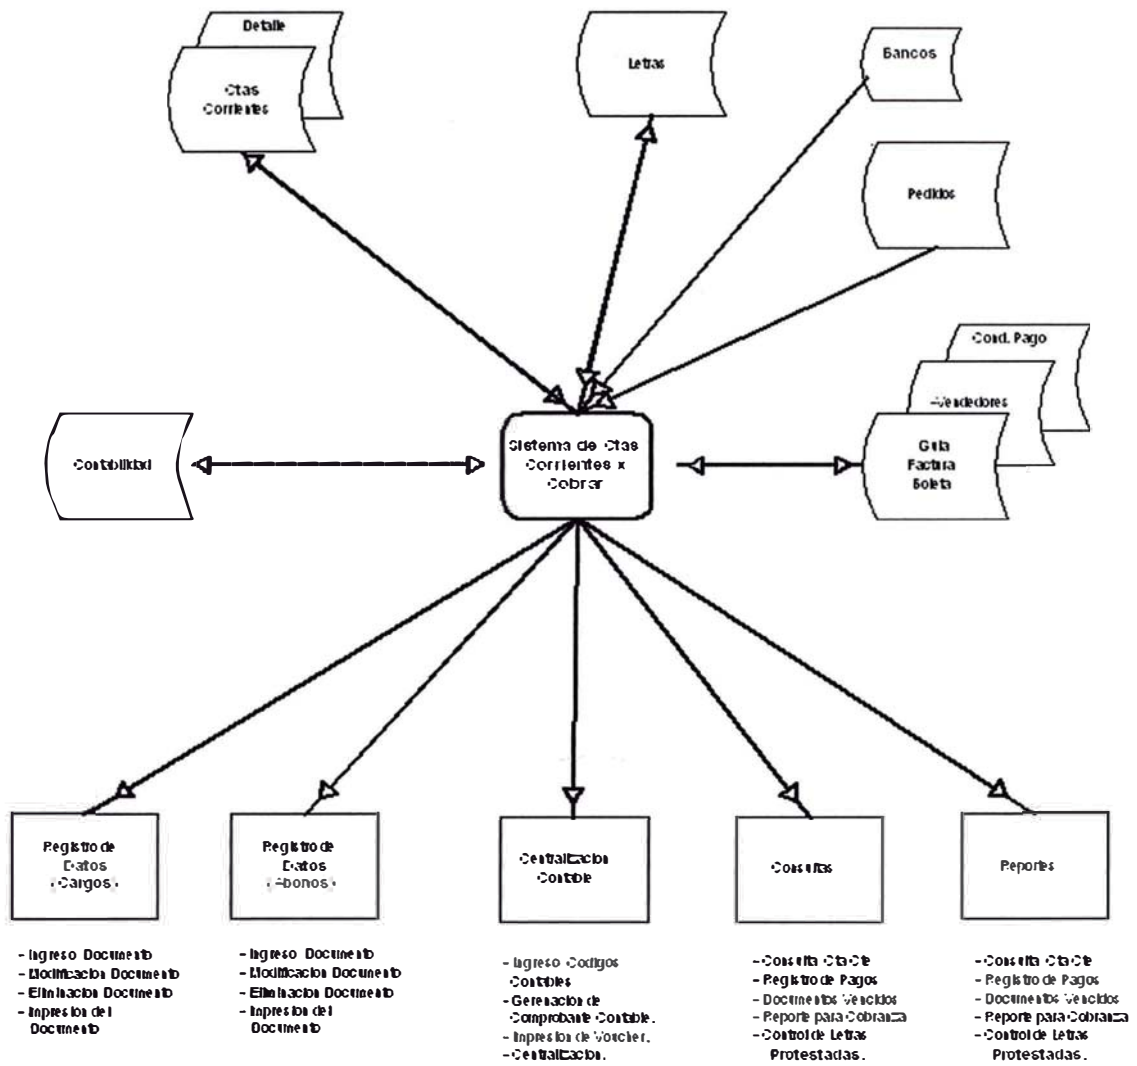 Detalle
Ctas
Corrientes
Letras
Bancos
Pedidos
Cond. Pago
-Vendedores
Guia
Factura
Boleta
Contabilidad
Sistema de Ctas
Corrientes x
Cobrar
Registro de
Datos
(Cargos)
Registro de
Datos
(Abonos)
Centralizacion
Contable
Consultas
Reportes
- Ingreso Documento
- Modificacion Documento
- Eliminacion Documento
- Impresion del
Documento
- Ingreso Documento
- Modificacion Documento
- Eliminacion Documento
- Impresion del
Documento
- Ingreso Codigos
Contables
- Gerenacion de
Comprobante Contable.
- Impresion de Voucher.
- Centralizacion.
- Consulta Cta Cte
- Registro de Pagos
- Documentos Vencidos
- Reporte para Cobranza
- Control de Letras
Protestadas.
- Consulta Cta Cte
- Registro de Pagos
- Documentos Vencidos
- Reporte para Cobranza
- Control de Letras
Protestadas.